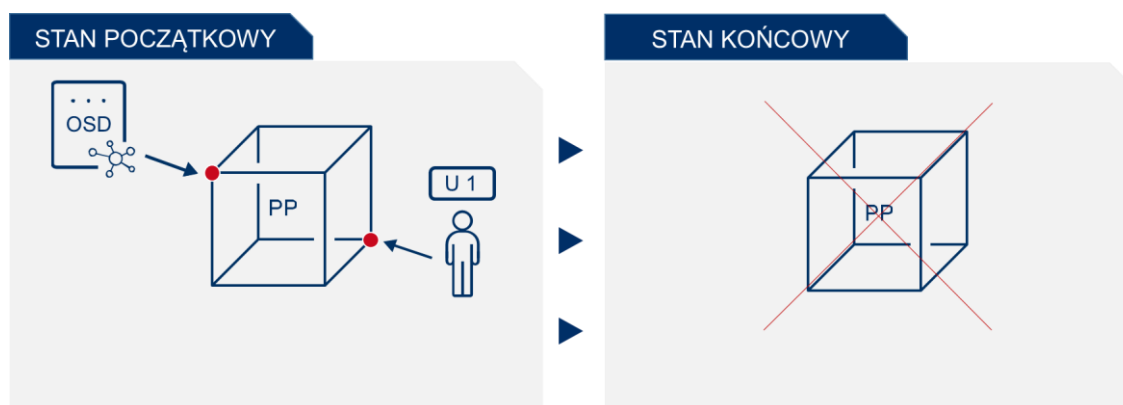 STAN POCZĄTKOWY
OSD
PP
U 1
STAN KOŃCOWY
PP